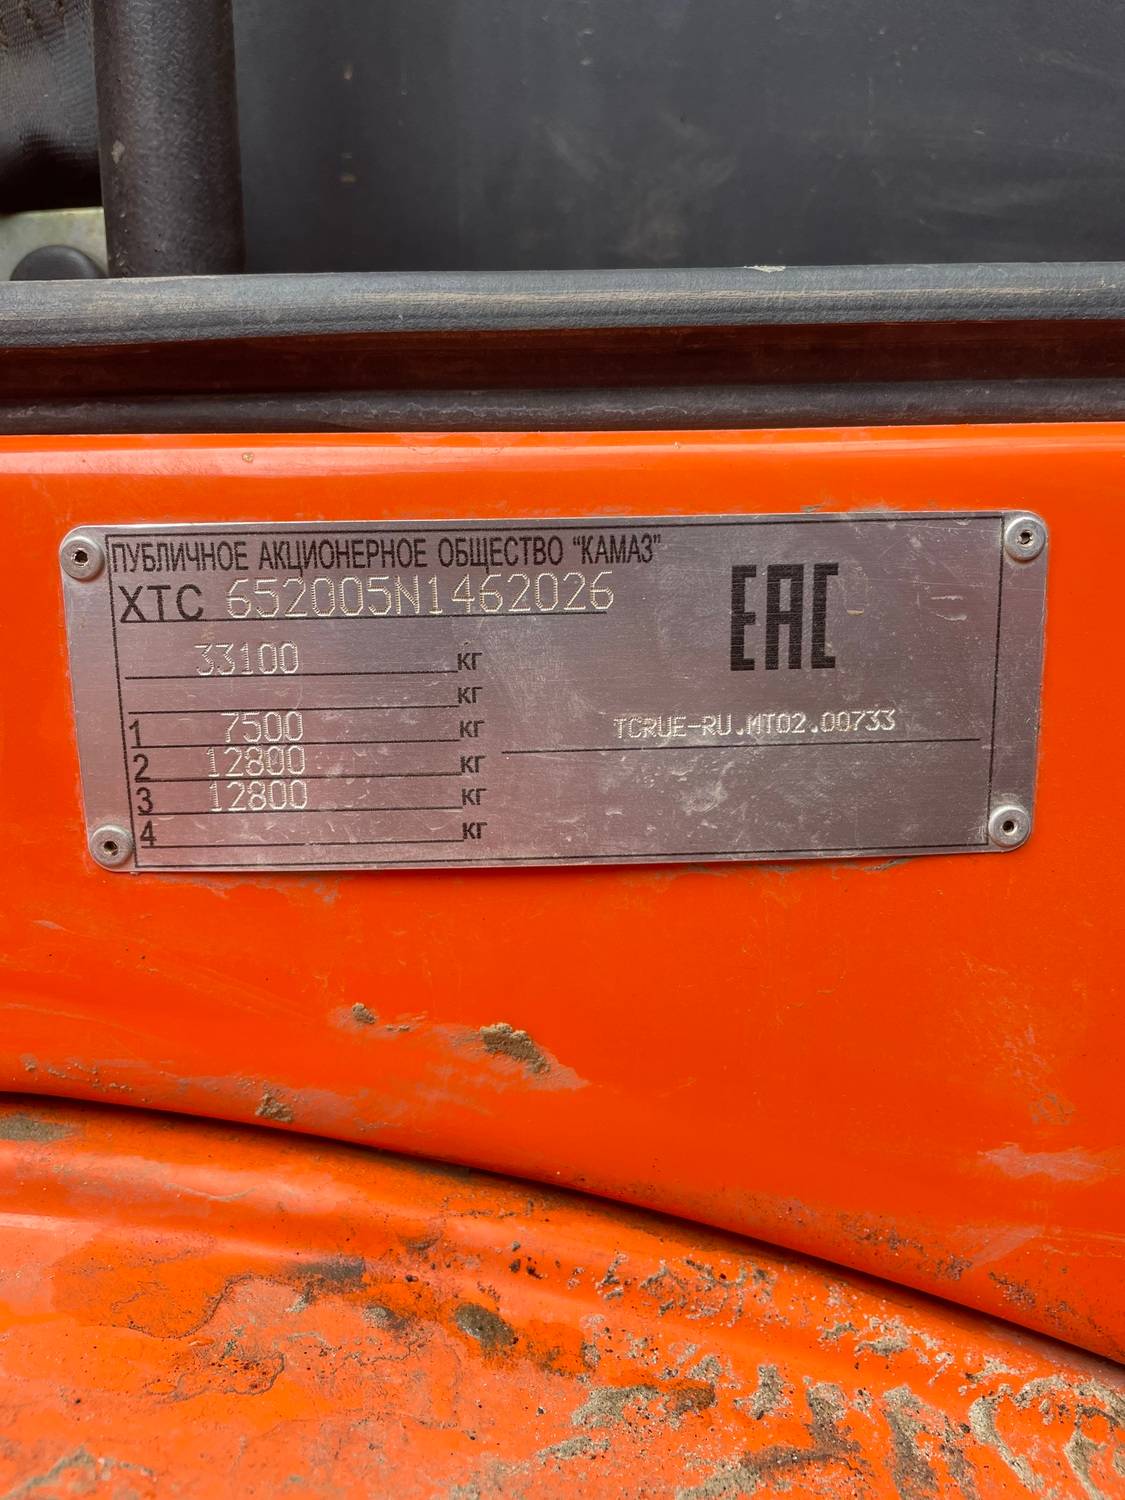 ПУБЛИЧНОЕ АКЦИОНЕРНОЕ ОБЩЕСТВО "КАМАЗ"
XTC 652005N1462026
EAC
33100 кг
кг
1 7500 кг
TCRUE-RU.MT02.00733
2 12800 кг
3 12800 кг
4 кг